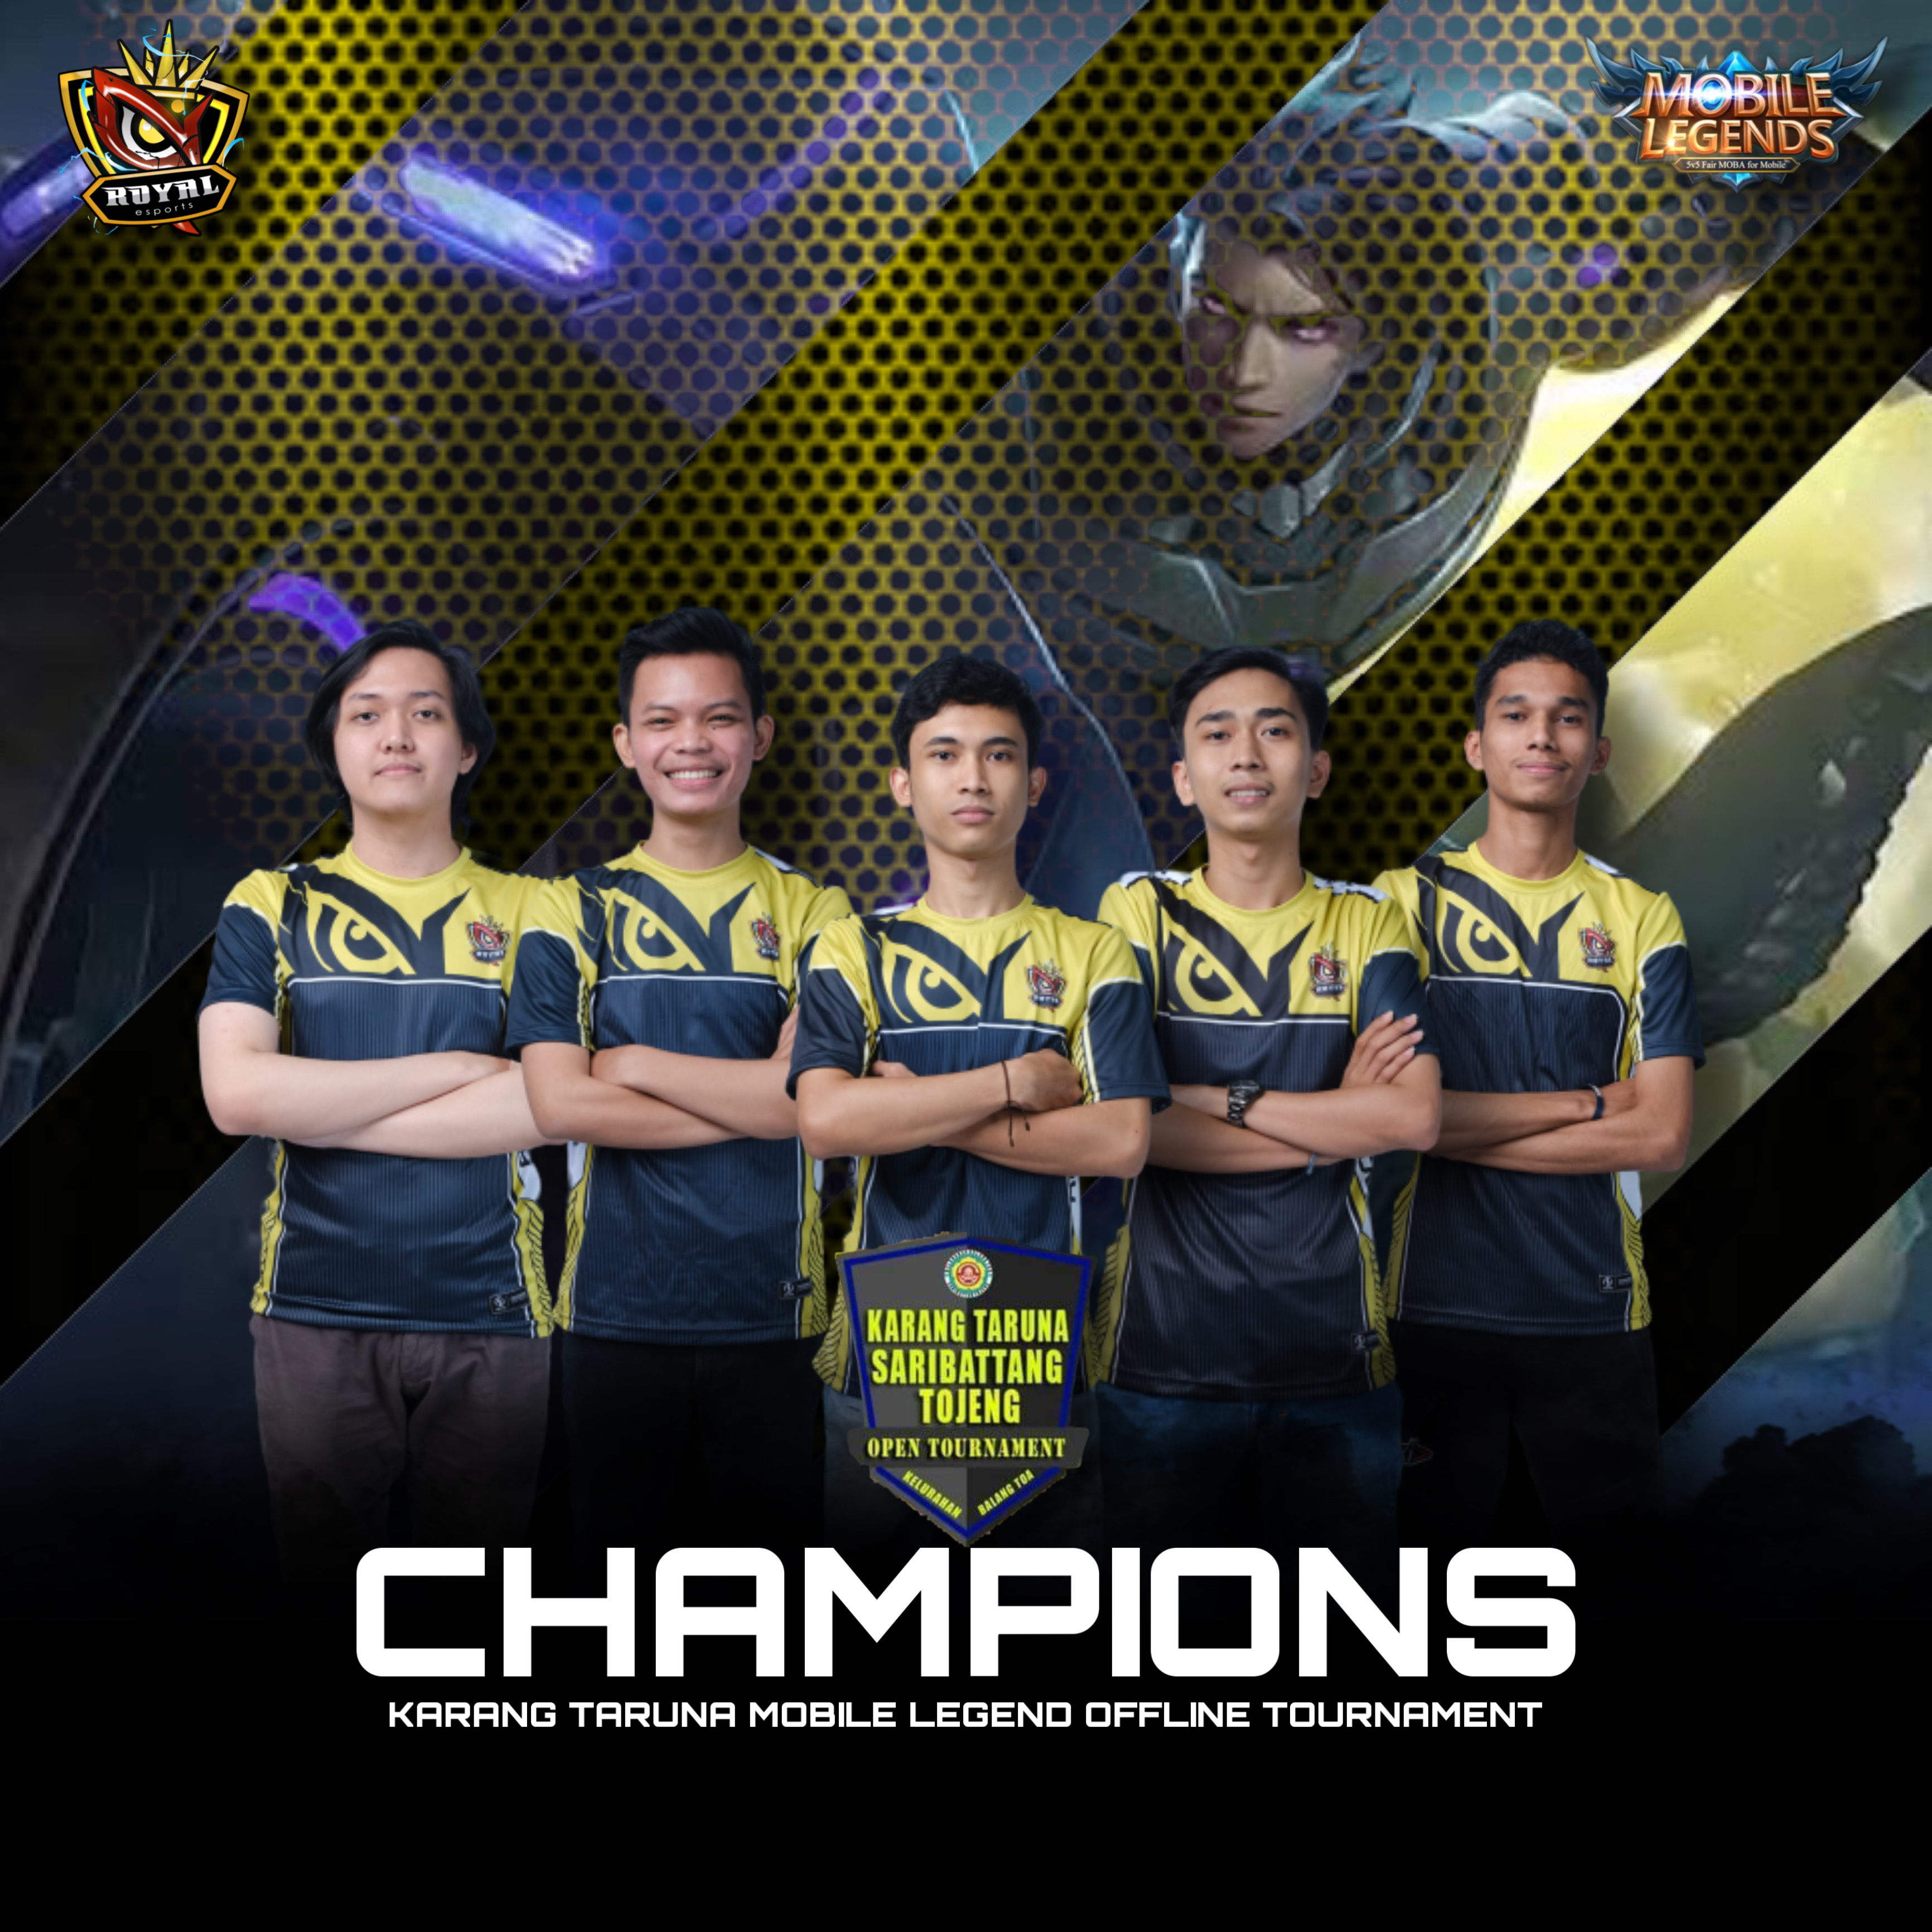 ROYAL
esports
MOBILE
LEGENDS
5v5 Fair MOBA for Mobile
KARANG TARUNA
SARIBATTANG
TOJENG
OPEN TOURNAMENT
KELURAHAN BALANG TOA
CHAMPIONS
KARANG TARUNA MOBILE LEGEND OFFLINE TOURNAMENT